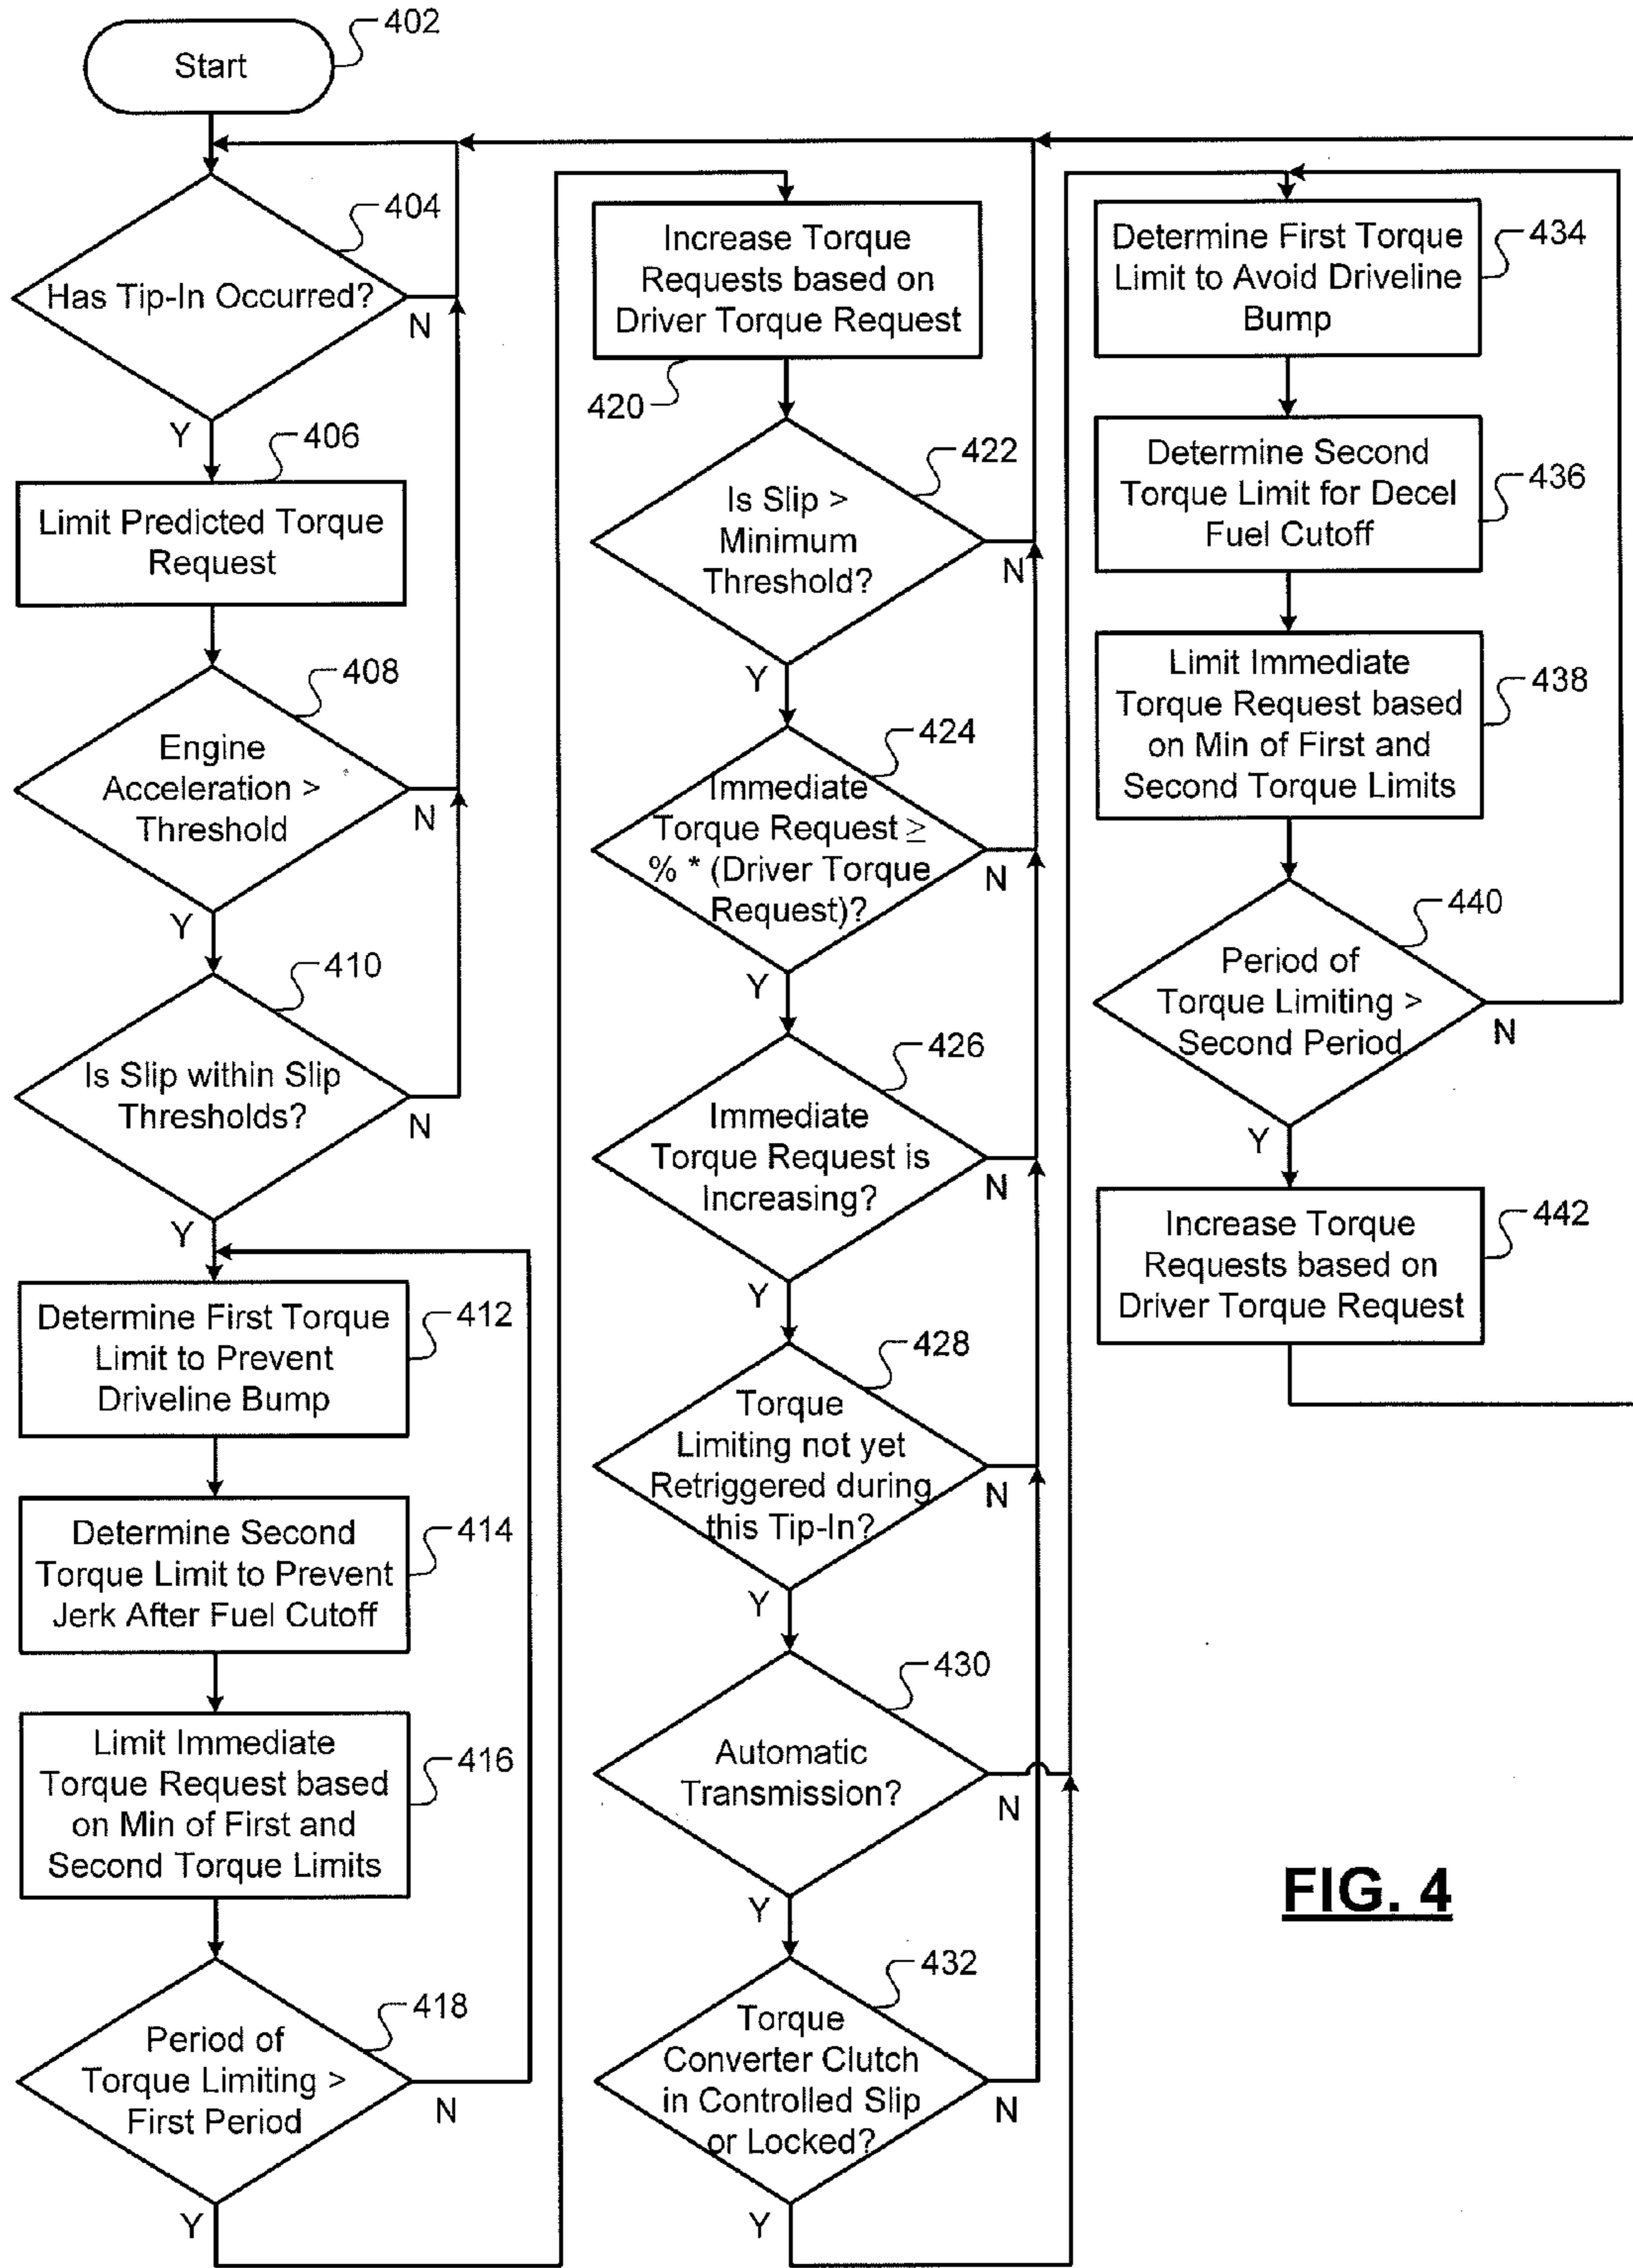 Start
402
404
Has Tip-In Occurred?
N
Y
406
Limit Predicted Torque
Request
408
Engine
Acceleration >
Threshold
N
Y
410
Is Slip within Slip
Thresholds?
N
Y
Determine First Torque
Limit to Prevent
Driveline Bump
412
Determine Second
Torque Limit to Prevent
Jerk After Fuel Cutoff
414
Limit Immediate
Torque Request based
on Min of First and
Second Torque Limits
416
418
Period of
Torque Limiting >
First Period
N
Y
Increase Torque
Requests based on
Driver Torque Request
420
422
Is Slip >
Minimum
Threshold?
N
Y
424
Immediate
Torque Request ≥
% * (Driver Torque
Request)?
N
Y
426
Immediate
Torque Request is
Increasing?
N
Y
428
Torque
Limiting not yet
Retriggered during
this Tip-In?
N
Y
430
Automatic
Transmission?
N
Y
432
Torque
Converter Clutch
in Controlled Slip
or Locked?
N
Y
Determine First Torque
Limit to Avoid Driveline
Bump
434
Determine Second
Torque Limit for Decel
Fuel Cutoff
436
Limit Immediate
Torque Request based
on Min of First and
Second Torque Limits
438
440
Period of
Torque Limiting >
Second Period
N
Y
Increase Torque
Requests based on
Driver Torque Request
442
FIG. 4